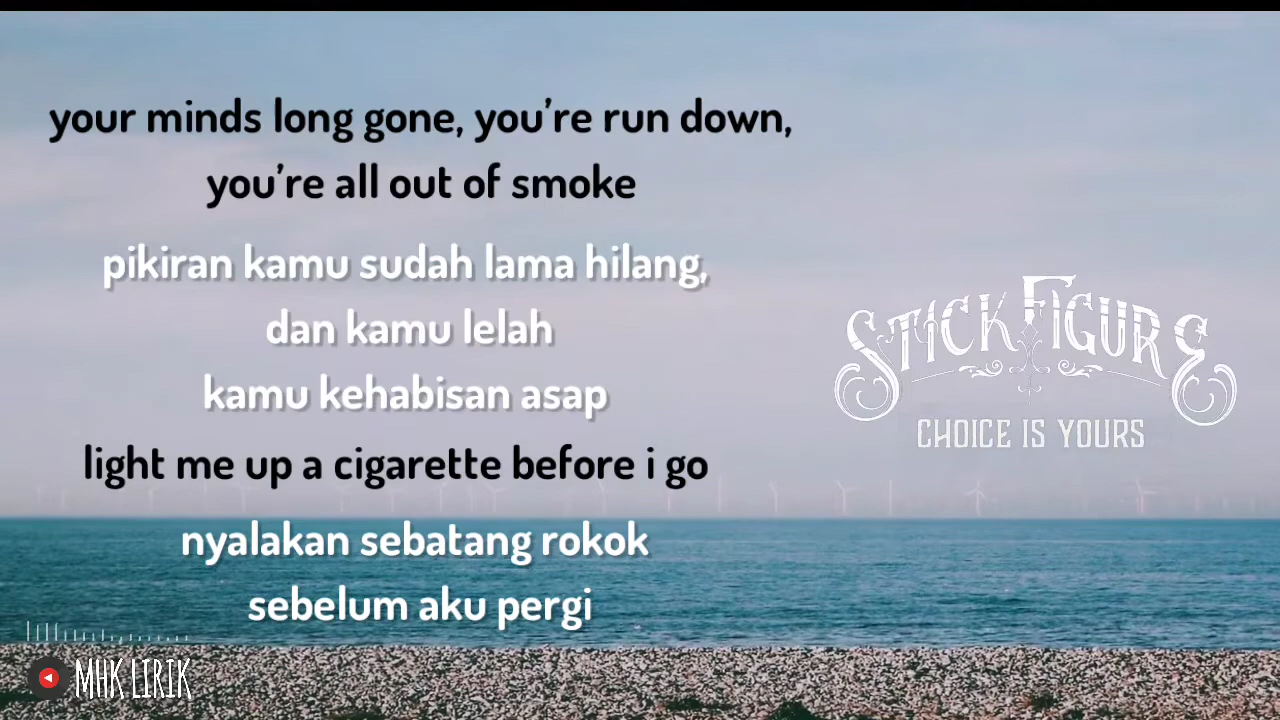 your minds long gone, you're run down,
you're all out of smoke
pikiran kamu sudah lama hilang,
dan kamu lelah
kamu kehabisan asap
light me up a cigarette before i go
nyalakan sebatang rokok
sebelum aku pergi
STICK FIGURE
CHOICE IS YOURS
MHK LIRIK